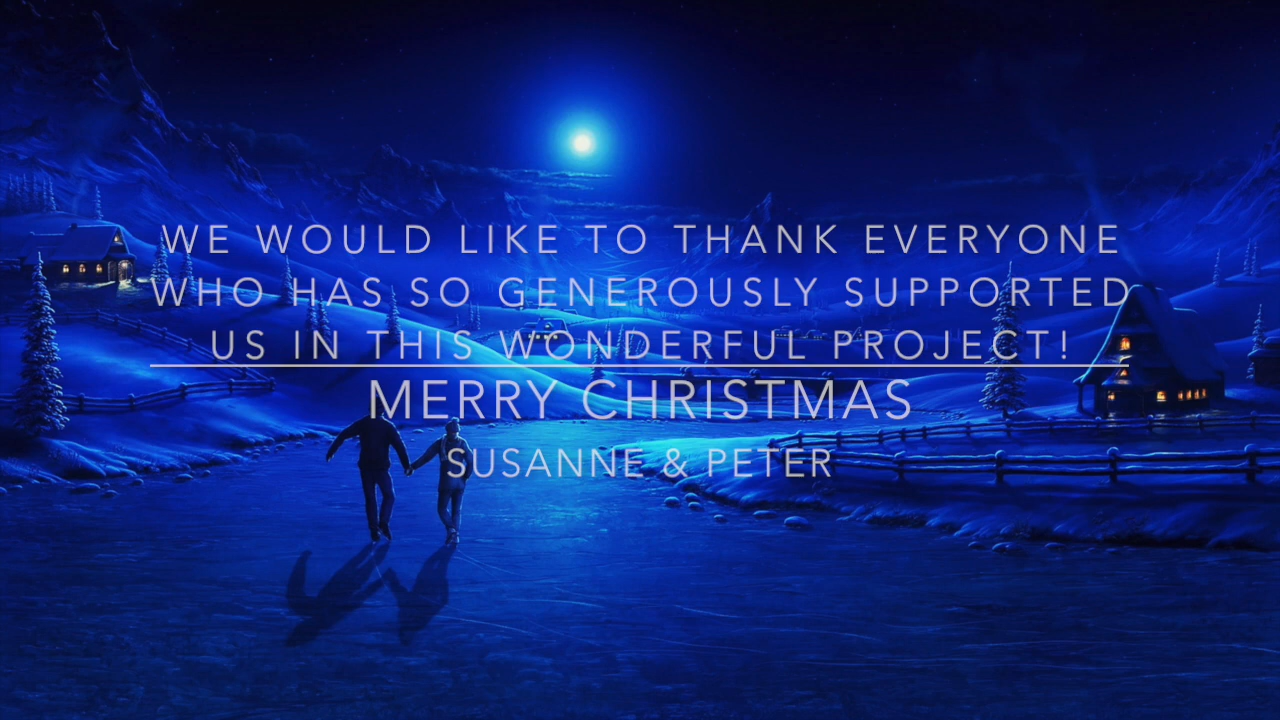 WE WOULD LIKE TO THANK EVERYONE
WHO HAS SO GENEROUSLY SUPPORTED
US IN THIS WONDERFUL PROJECT!
MERRY CHRISTMAS
SUSANNE & PETER